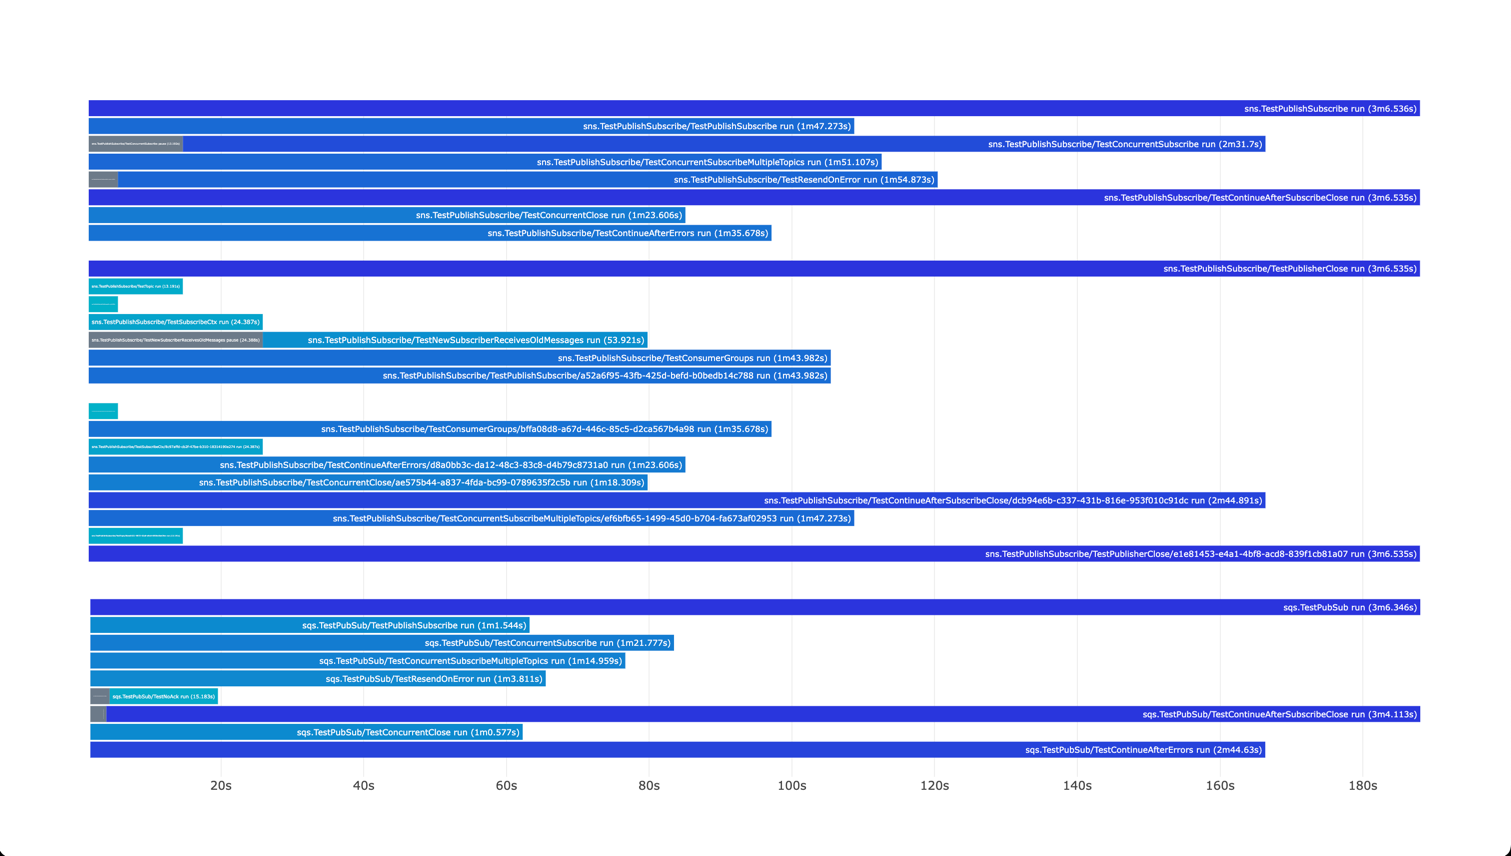 sns.TestPublishSubscribe run (3m6.536s)
sns.TestPublishSubscribe/TestPublishSubscribe run (1m47.273s)
sns.TestPublishSubscribe/TestConcurrentSubscribe run (2m31.7s)
sns.TestPublishSubscribe/TestConcurrentSubscribeMultipleTopics run (1m51.107s)
sns.TestPublishSubscribe/TestResendOnError run (1m54.873s)
sns.TestPublishSubscribe/TestContinueAfterSubscribeClose run (3m6.535s)
sns.TestPublishSubscribe/TestConcurrentClose run (1m23.606s)
sns.TestPublishSubscribe/TestContinueAfterErrors run (1m35.678s)
sns.TestPublishSubscribe/TestPublisherClose run (3m6.535s)
sns.TestPublishSubscribe/TestTopic run (13.191s)
sns.TestPublishSubscribe/TestSubscribeCtx run (24.387s)
sns.TestPublishSubscribe/TestNewSubscriberReceivesOldMessages pause (24.388s) sns.TestPublishSubscribe/TestNewSubscriberReceivesOldMessages run (53.921s)
sns.TestPublishSubscribe/TestConsumerGroups run (1m43.982s)
sns.TestPublishSubscribe/TestPublishSubscribe/a52a6f95-43fb-425d-befd-b0bedb14c788 run (1m43.982s)
sns.TestPublishSubscribe/TestConsumerGroups/bffa08d8-a67d-446c-85c5-d2ca567b4a98 run (1m35.678s)
sns.TestPublishSubscribe/TestContinueAfterErrors/d8a0bb3c-da12-48c3-83c8-d4b79c8731a0 run (1m23.606s)
sns.TestPublishSubscribe/TestConcurrentClose/ae575b44-a837-4fda-bc99-0789635f2c5b run (1m18.309s)
sns.TestPublishSubscribe/TestContinueAfterSubscribeClose/dcb94e6b-c337-431b-816e-953f010c91dc run (2m44.891s)
sns.TestPublishSubscribe/TestConcurrentSubscribeMultipleTopics/ef6bfb65-1499-45d0-b704-fa673af02953 run (1m47.273s)
sns.TestPublishSubscribe/TestPublisherClose/e1e81453-e4a1-4bf8-acd8-839f1cb81a07 run (3m6.535s)
sqs.TestPubSub run (3m6.346s)
sqs.TestPubSub/TestPublishSubscribe run (1m1.544s)
sqs.TestPubSub/TestConcurrentSubscribe run (1m21.777s)
sqs.TestPubSub/TestConcurrentSubscribeMultipleTopics run (1m14.959s)
sqs.TestPubSub/TestResendOnError run (1m3.811s)
sqs.TestPubSub/TestNoAck run (15.183s)
sqs.TestPubSub/TestContinueAfterSubscribeClose run (3m4.113s)
sqs.TestPubSub/TestConcurrentClose run (1m0.577s)
sqs.TestPubSub/TestContinueAfterErrors run (2m44.63s)
20s 40s 60s 80s 100s 120s 140s 160s 180s